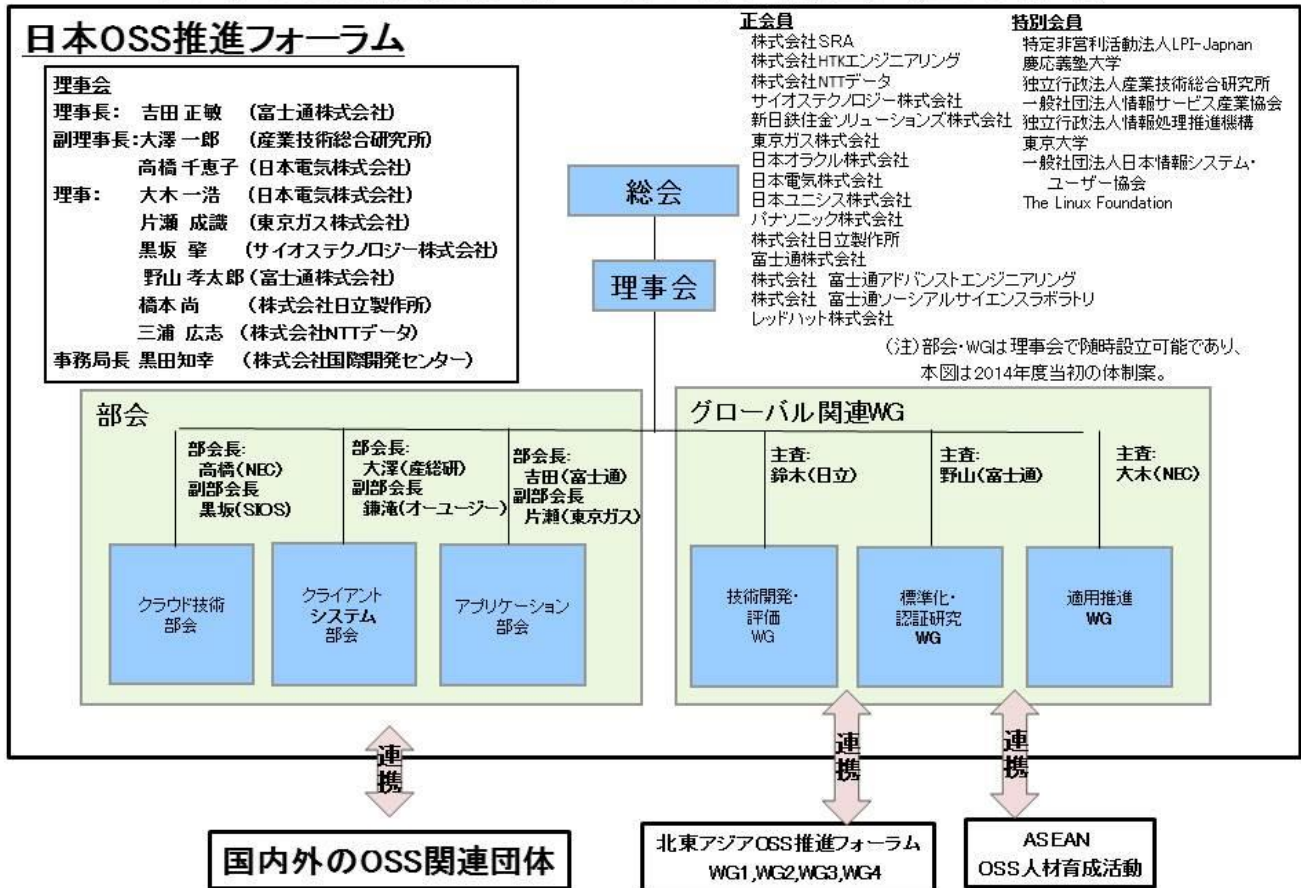 日本OSS推進フォーラム
理事会
理事長: 吉田 正敏 (富士通株式会社)
副理事長:大澤 一郎 (産業技術総合研究所)
高橋 千恵子 (日本電気株式会社)
理事: 大木 一浩 (日本電気株式会社)
片瀬 成識 (東京ガス株式会社)
黒坂 肇 (サイオステクノロジー株式会社)
野山 孝太郎 (富士通株式会社)
橋本 尚 (株式会社日立製作所)
三浦 広志 (株式会社NTTデータ)
事務局長 黒田知幸 (株式会社国際開発センター)
総会
理事会
正会員
株式会社SRA
株式会社HTKエンジニアリング
株式会社NTTデータ
サイオステクノロジー株式会社
新日鉄住金ソリューションズ株式会社
東京ガス株式会社
日本オラクル株式会社
日本電気株式会社
日本ユニシス株式会社
パナソニック株式会社
株式会社日立製作所
富士通株式会社
株式会社 富士通アドバンストエンジニアリング
株式会社 富士通ソーシアルサイエンスラボラトリ
レッドハット株式会社
特別会員
特定非営利活動法人LPI-Japnan
慶応義塾大学
独立行政法人産業技術総合研究所
一般社団法人情報サービス産業協会
独立行政法人情報処理推進機構
東京大学
一般社団法人日本情報システム・
ユーザー協会
The Linux Foundation
(注)部会・WGは理事会で随時設立可能であり、
本図は2014年度当初の体制案。
部会
部会長:
高橋(NEC)
副部会長
黒坂(SIOS)
部会長:
大澤(産総研)
副部会長
鎌滝(オーユージー)
部会長:
吉田(富士通)
副部会長
片瀬(東京ガス)
クラウド技術
部会
クライアント
システム
部会
アプリケーション
部会
グローバル関連WG
主査:
鈴木(日立)
主査:
野山(富士通)
主査:
大木(NEC)
技術開発・
評価
WG
標準化・
認証研究
WG
適用推進
WG
連携
連携
連携
国内外のOSS関連団体
北東アジアOSS推進フォーラム
WG1,WG2,WG3,WG4
ASEAN
OSS人材育成活動